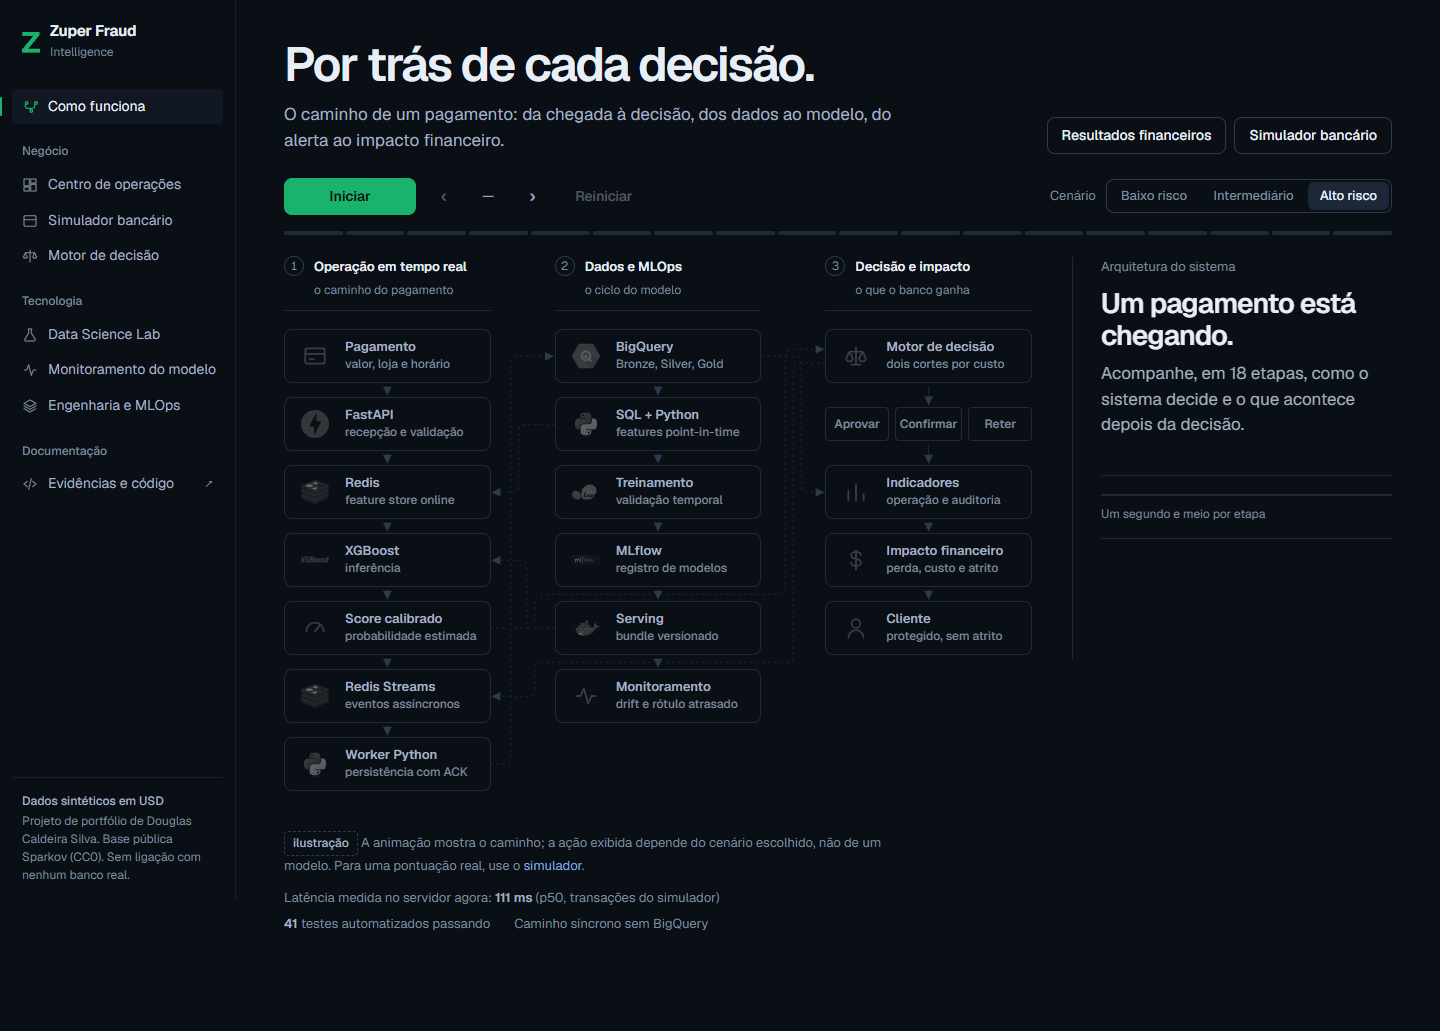 Zuper Fraud
Intelligence
Como funciona
Negócio
Centro de operações
Simulador bancário
Motor de decisão
Tecnologia
Data Science Lab
Monitoramento do modelo
Engenharia e MLOps
Documentação
Evidências e código ↗
Dados sintéticos em USD
Projeto de portfólio de Douglas
Caldeira Silva. Base pública
Sparkov (CC0). Sem ligação com
nenhum banco real.
Por trás de cada decisão.
O caminho de um pagamento: da chegada à decisão, dos dados ao modelo, do
alerta ao impacto financeiro.
Resultados financeiros
Simulador bancário
Iniciar
‹ — ›
Reiniciar
Cenário
Baixo risco
Intermediário
Alto risco
1 Operação em tempo real
o caminho do pagamento
Pagamento
valor, loja e horário
FastAPI
recepção e validação
Redis
feature store online
XGBoost
XGBoost
inferência
Score calibrado
probabilidade estimada
Redis Streams
eventos assíncronos
Worker Python
persistência com ACK
2 Dados e MLOps
o ciclo do modelo
BigQuery
Bronze, Silver, Gold
SQL + Python
features point-in-time
Treinamento
validação temporal
mlflow
MLflow
registro de modelos
Serving
bundle versionado
Monitoramento
drift e rótulo atrasado
3 Decisão e impacto
o que o banco ganha
Motor de decisão
dois cortes por custo
Aprovar
Confirmar
Reter
Indicadores
operação e auditoria
Impacto financeiro
perda, custo e atrito
Cliente
protegido, sem atrito
Arquitetura do sistema
Um pagamento está
chegando.
Acompanhe, em 18 etapas, como o
sistema decide e o que acontece
depois da decisão.
Um segundo e meio por etapa
ilustração A animação mostra o caminho; a ação exibida depende do cenário escolhido, não de um
modelo. Para uma pontuação real, use o simulador.
Latência medida no servidor agora: 111 ms (p50, transações do simulador)
41 testes automatizados passando
Caminho síncrono sem BigQuery